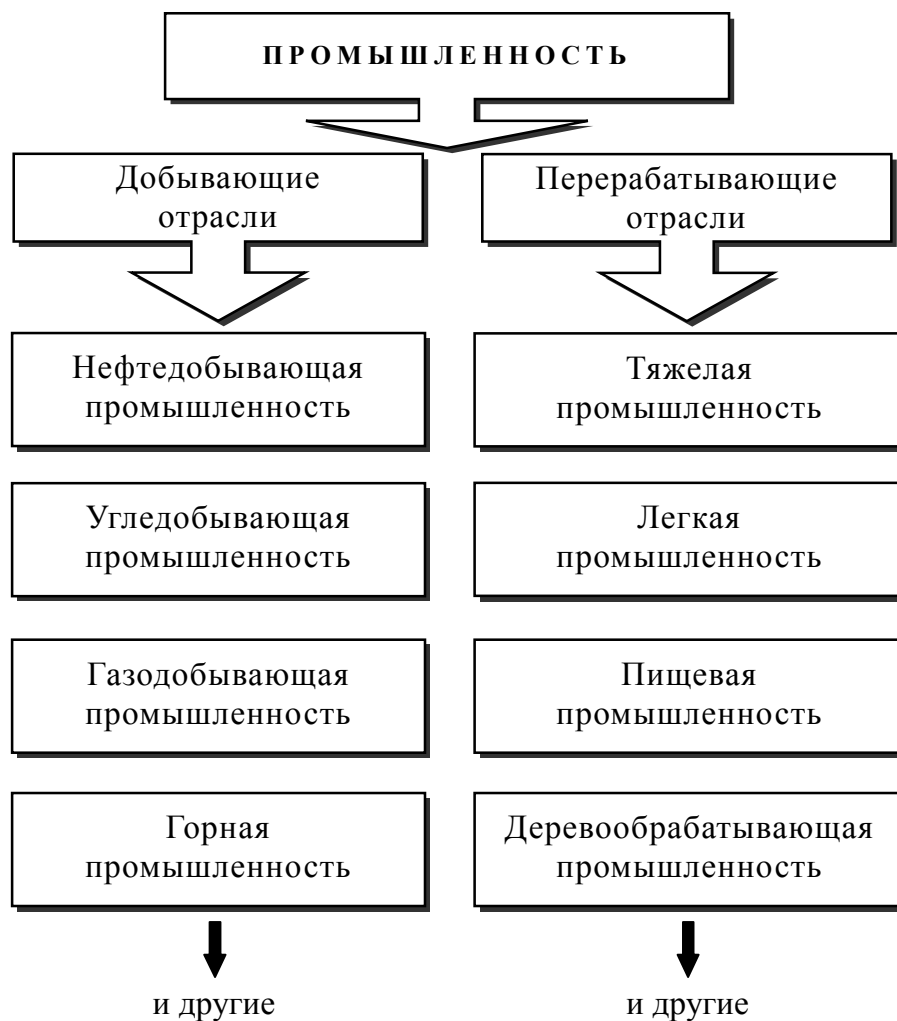 ПРОМЫШЛЕННОСТЬ
Добывающие
отрасли
Перерабатывающие
отрасли
Нефтедобывающая
промышленность
Тяжелая
промышленность
Угледобывающая
промышленность
Легкая
промышленность
Газодобывающая
промышленность
Пищевая
промышленность
Горная
промышленность
Деревообрабатывающая
промышленность
и другие
и другие